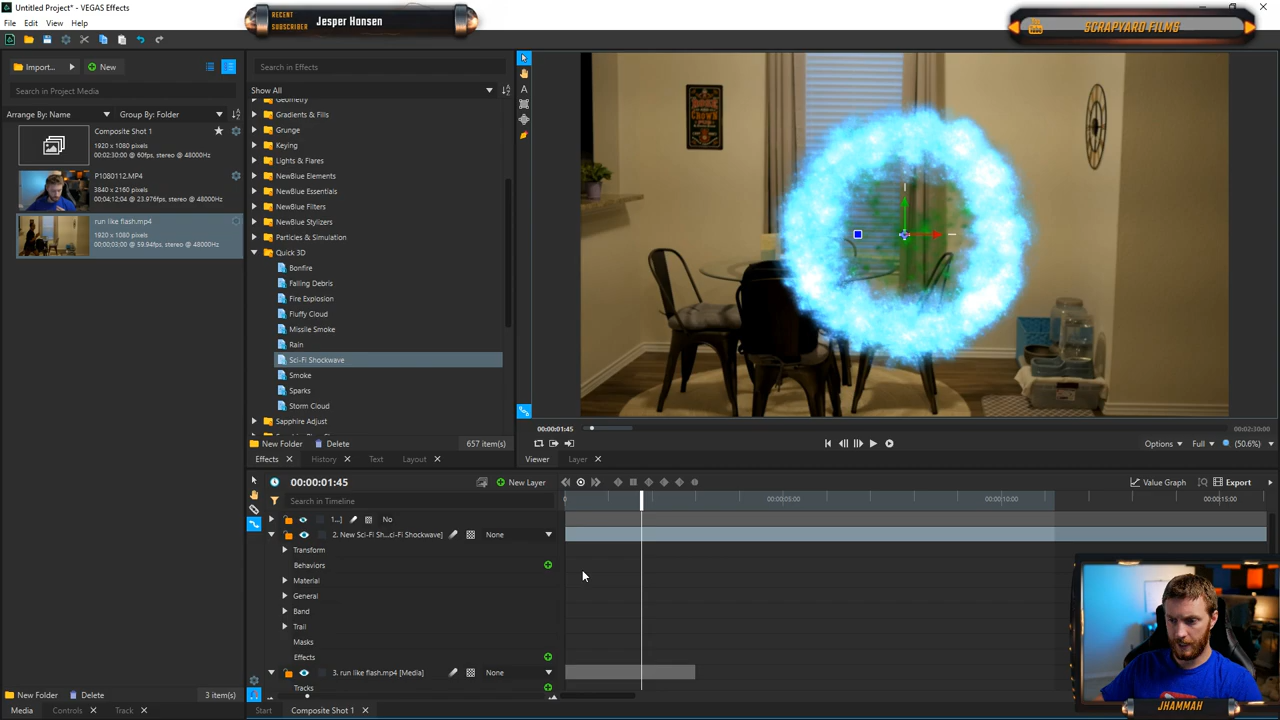 Untitled Project* - VEGAS Effects
File Edit View Help
RECENT SUBSCRIBER Jesper Honsen
You Tube SCRAPYARD FILMS
Import... New
Search in Project Media
Arrange By: Name Group By: Folder
Composite Shot 1
1920 x 1080 pixels
00:02:30:00 @ 60fps, stereo @ 48000Hz
P1080112.MP4
3840 x 2160 pixels
00:04:12:04 @ 23.976fps, stereo @ 48000Hz
run like flash.mp4
1920 x 1080 pixels
00:00:03:00 @ 59.94fps, stereo @ 48000Hz
New Folder Delete 3 item(s)
Media Controls Track
Search in Effects
Show All
Geometry
Gradients & Fills
Grunge
Keying
Lights & Flares
NewBlue Elements
NewBlue Essentials
NewBlue Filters
NewBlue Stylizers
Particles & Simulation
Quick 3D
Bonfire
Falling Debris
Fire Explosion
Fluffy Cloud
Missile Smoke
Rain
Sci-Fi Shockwave
Smoke
Sparks
Storm Cloud
Sapphire Adjust
New Folder Delete 657 item(s)
Effects History Text Layout
CROWN
00:00:01:45 00:02:30:00
Options Full (50.6%)
Viewer Layer
00:00:01:45 New Layer Value Graph Export
Search in Timeline
0 00:00:05:00 00:00:10:00 00:00:15:00
1...] No
2. New Sci-Fi Sh...ci-Fi Shockwave] None
Transform
Behaviors
Material
General
Band
Trail
Masks
Effects
3. run like flash.mp4 [Media] None
Tracks
Start Composite Shot 1
JHAMMAH